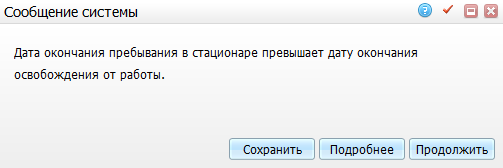 Сообщение системы
Дата окончания пребывания в стационаре превышает дату окончания
освобождения от работы.
Сохранить Подробнее Продолжить